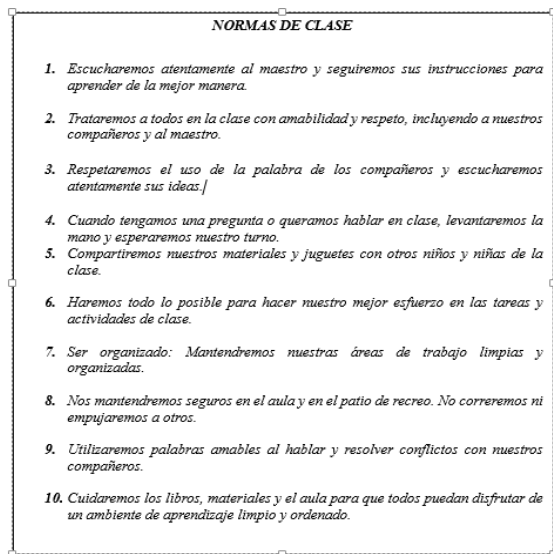 NORMAS DE CLASE
1. Escucharemos atentamente al maestro y seguiremos sus instrucciones para
aprender de la mejor manera.
2. Trataremos a todos en la clase con amabilidad y respeto, incluyendo a nuestros
compañeros y al maestro.
3. Respetaremos el uso de la palabra de los compañeros y escucharemos
atentamente sus ideas.
4. Cuando tengamos una pregunta o queramos hablar en clase, levantaremos la
mano y esperaremos nuestro turno.
5. Compartiremos nuestros materiales y juguetes con otros niños y niñas de la
clase.
6. Haremos todo lo posible para hacer nuestro mejor esfuerzo en las tareas y
actividades de clase.
7. Ser organizado: Mantendremos nuestras áreas de trabajo limpias y
organizadas.
8. Nos mantendremos seguros en el aula y en el patio de recreo. No correremos ni
empujaremos a otros.
9. Utilizaremos palabras amables al hablar y resolver conflictos con nuestros
compañeros.
10. Cuidaremos los libros, materiales y el aula para que todos puedan disfrutar de
un ambiente de aprendizaje limpio y ordenado.